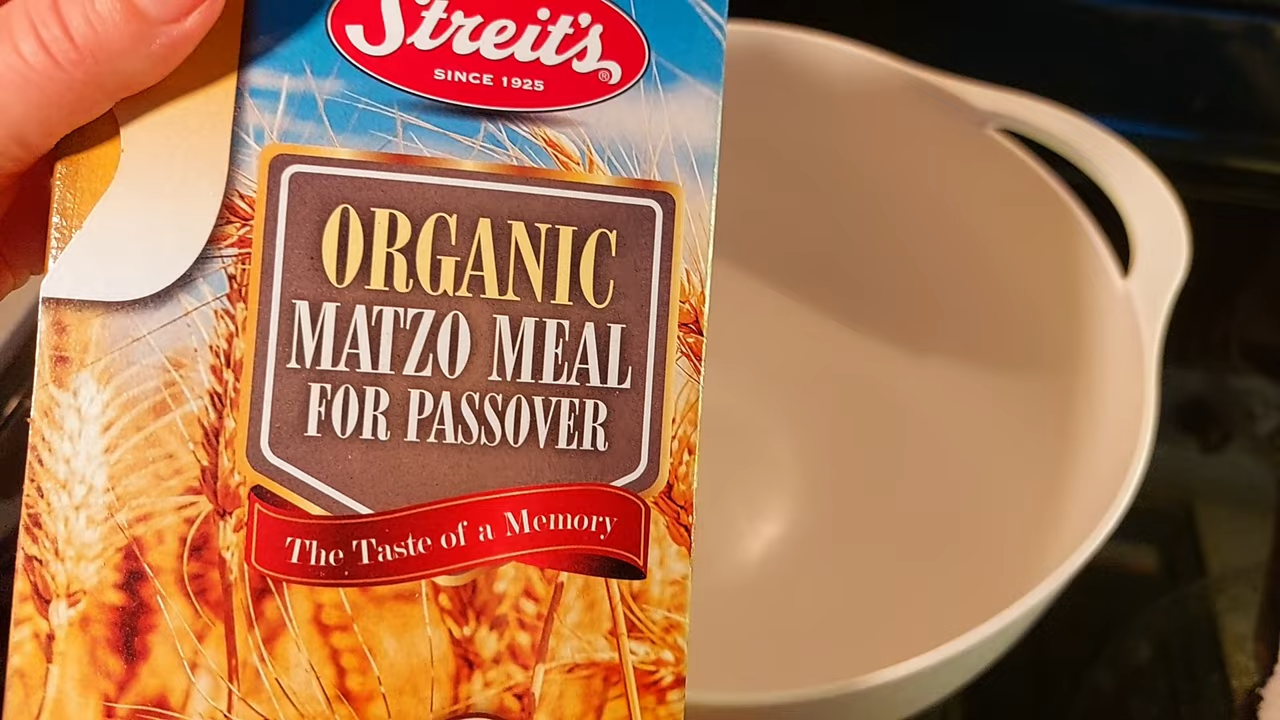 Streit's®
SINCE 1925
ORGANIC
MATZO MEAL
FOR PASSOVER
The Taste of a Memory